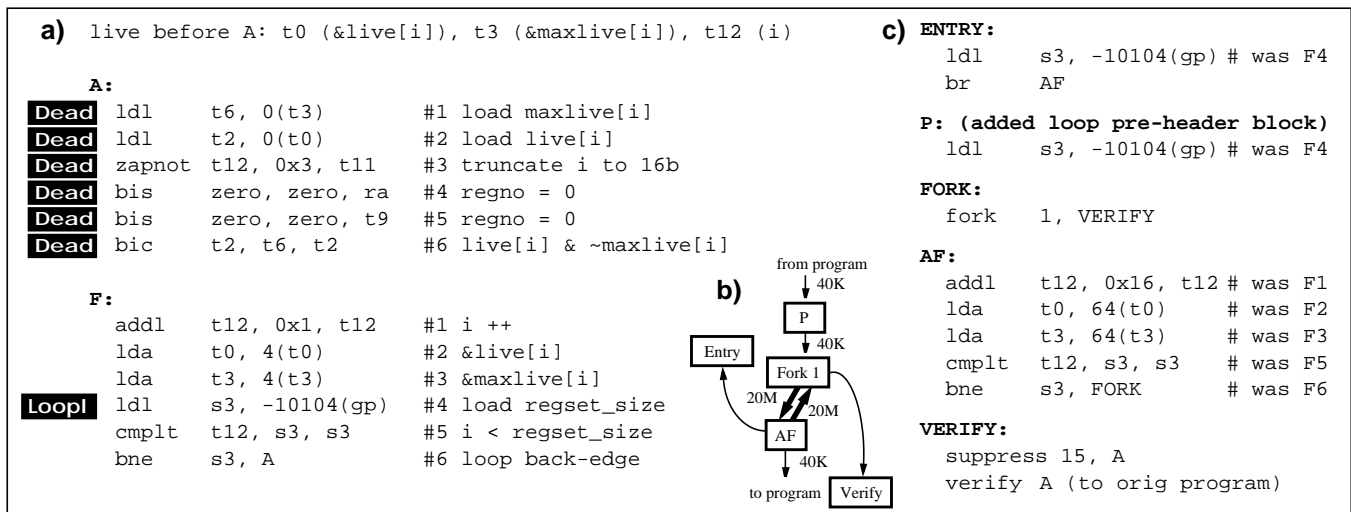 a) live before A: t0 (&live[i]), t3 (&maxlive[i]), t12 (i)
A:
Dead ldl t6, 0(t3) #1 load maxlive[i]
Dead ldl t2, 0(t0) #2 load live[i]
Dead zapnot t12, 0x3, t11 #3 truncate i to 16b
Dead bis zero, zero, ra #4 regno = 0
Dead bis zero, zero, t9 #5 regno = 0
Dead bic t2, t6, t2 #6 live[i] & ~maxlive[i]
F:
addl t12, 0x1, t12 #1 i ++
lda t0, 4(t0) #2 &live[i]
lda t3, 4(t3) #3 &maxlive[i]
LoopI ldl s3, -10104(gp) #4 load regset_size
cmplt t12, s3, s3 #5 i < regset_size
bne s3, A #6 loop back-edge
b)
from program
40K
P
40K
Entry
Fork 1
20M
20M
AF
40K
to program
Verify
c) ENTRY:
ldl s3, -10104(gp) # was F4
br AF
P: (added loop pre-header block)
ldl s3, -10104(gp) # was F4
FORK:
fork 1, VERIFY
AF:
addl t12, 0x16, t12 # was F1
lda t0, 64(t0) # was F2
lda t3, 64(t3) # was F3
cmplt t12, s3, s3 # was F5
bne s3, FORK # was F6
VERIFY:
suppress 15, A
verify A (to orig program)